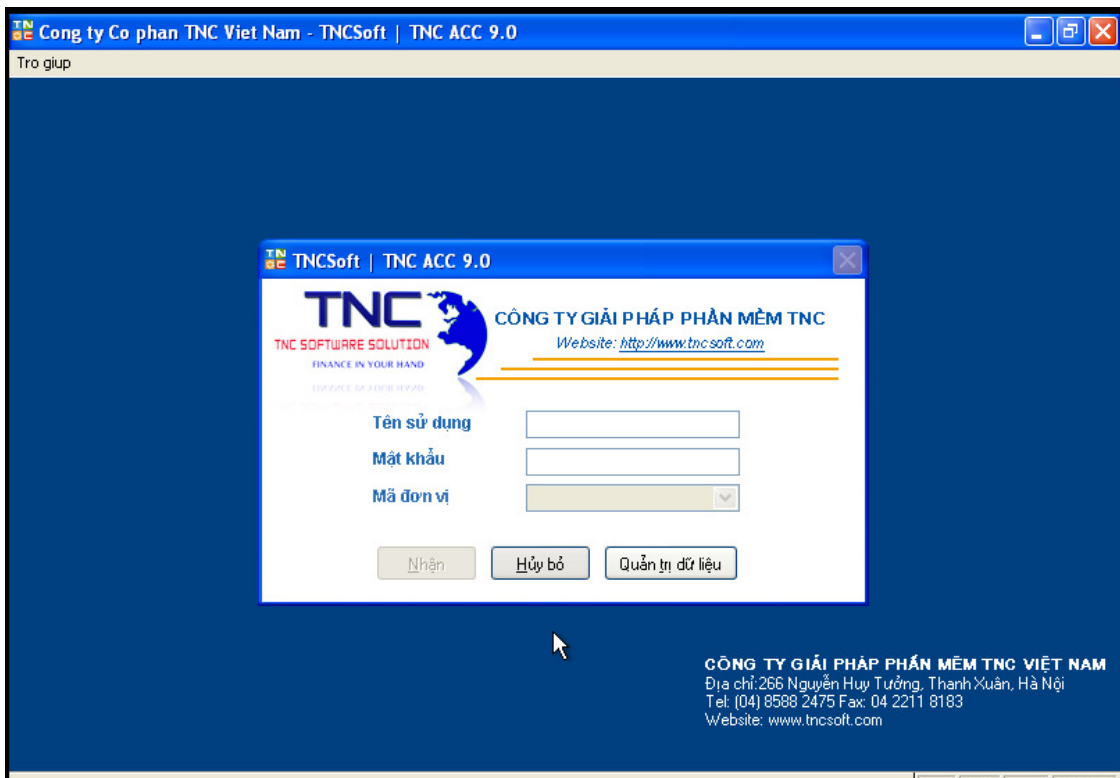 Cong ty Co phan TNC Viet Nam - TNCSoft | TNC ACC 9.0
Tro giup
TNCSoft | TNC ACC 9.0
TNC
TNC SOFTWARE SOLUTION
FINANCE IN YOUR HAND
CÔNG TY GIẢI PHÁP PHẦN MỀM TNC
Website: http://www.tncsoft.com
Tên sử dụng
Mật khẩu
Mã đơn vị
Nhận
Hủy bỏ
Quản trị dữ liệu
CÔNG TY GIẢI PHÁP PHẦN MỀM TNC VIỆT NAM
Địa chỉ:266 Nguyễn Huy Tưởng, Thanh Xuân, Hà Nội
Tel: (04) 8588 2475 Fax: 04 2211 8183
Website: www.tncsoft.com